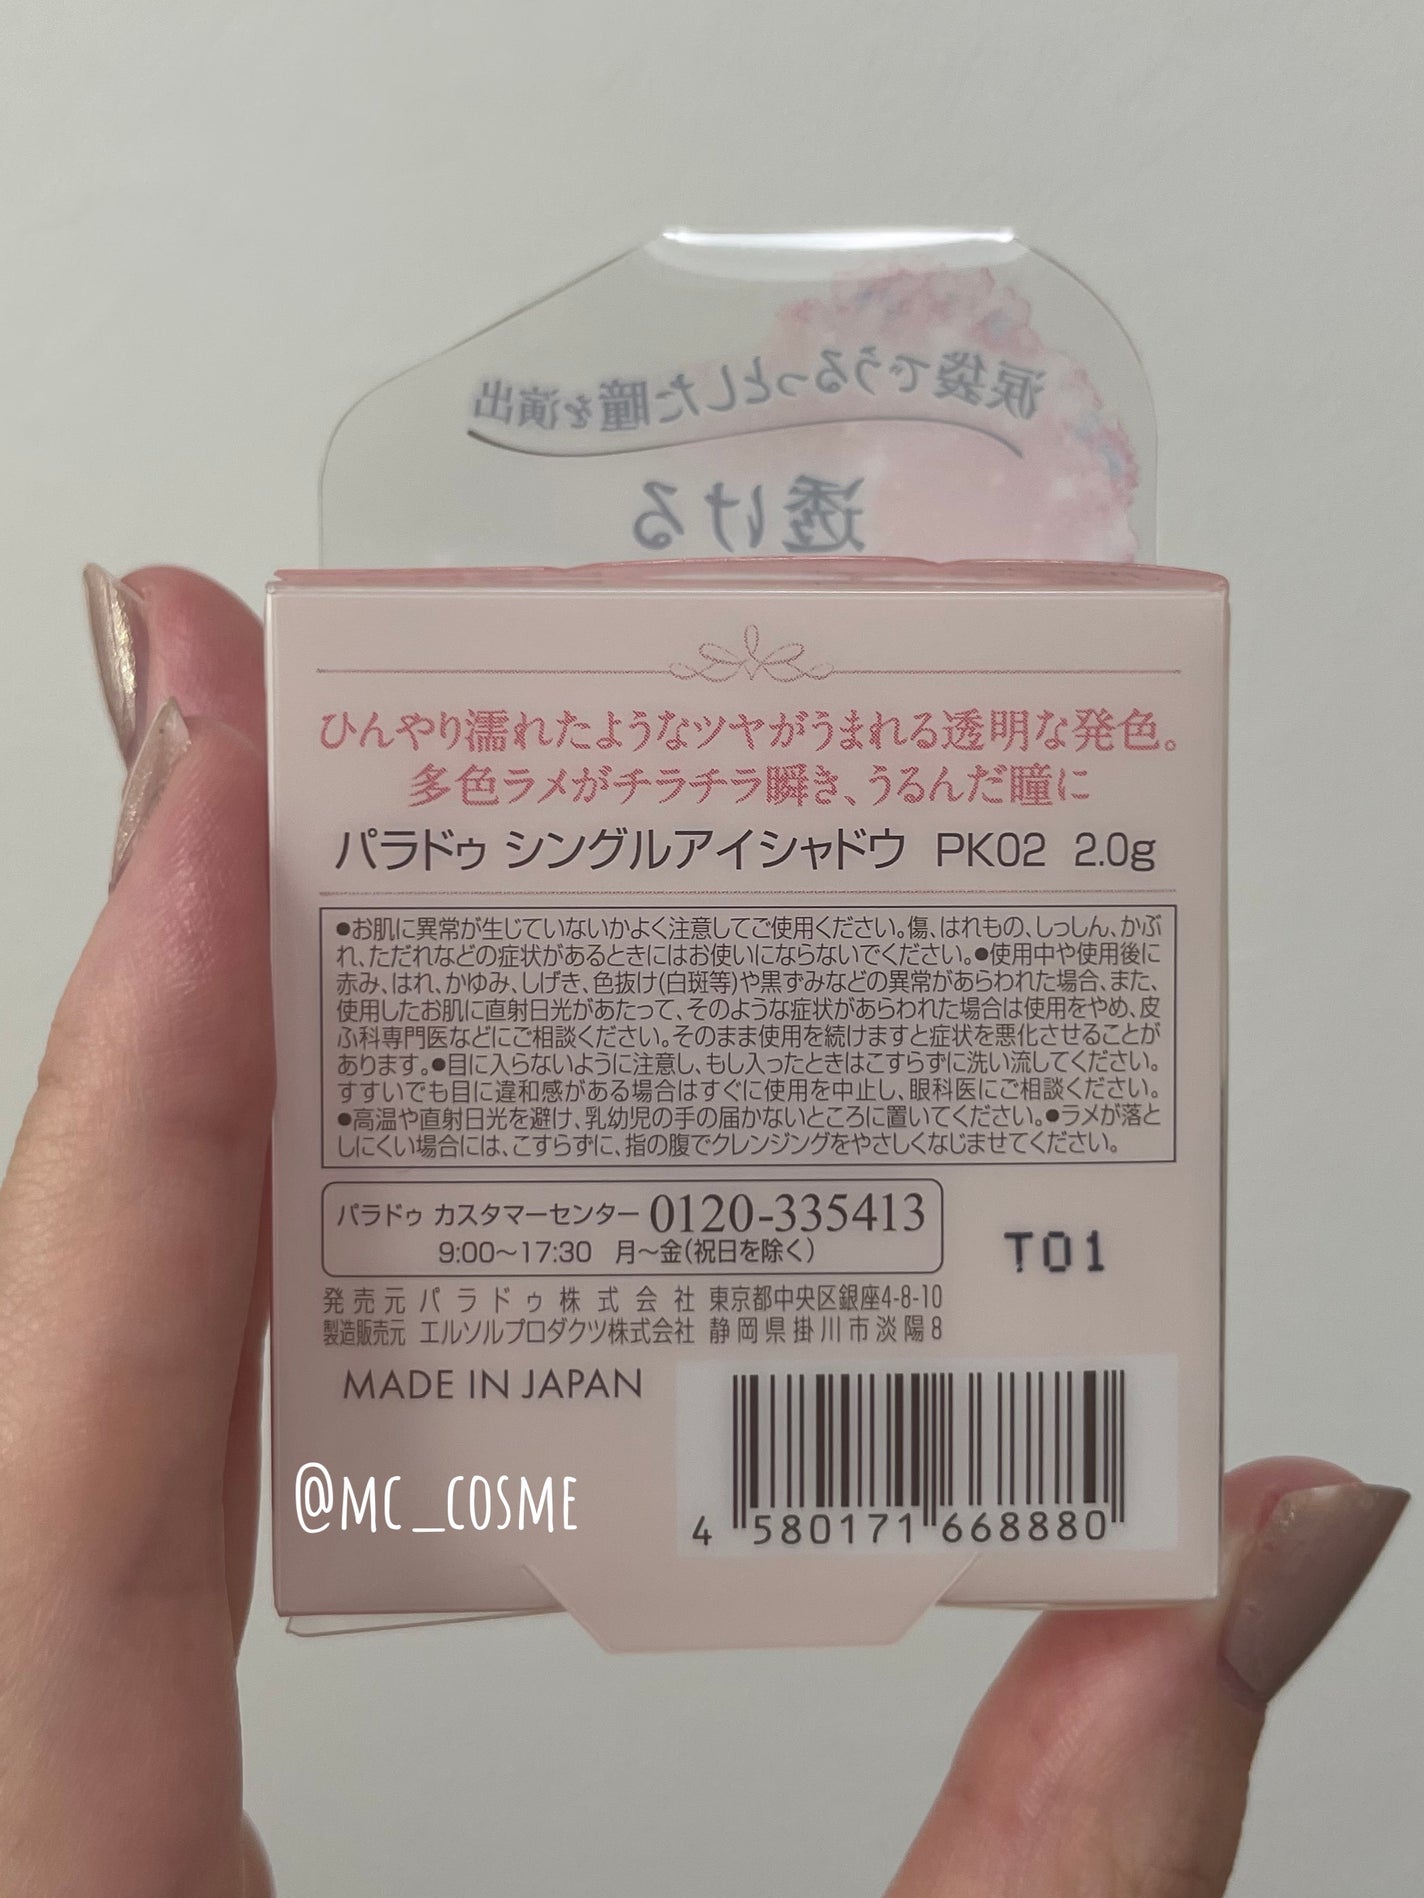 涙袋でうるっとした瞳を演出
透ける
ひんやり濡れたようなツヤがうまれる透明な発色。
多色ラメがチラチラ瞬き、うるんだ瞳に
パラドゥ シングルアイシャドウ PK02 2.0g
●お肌に異常が生じていないかよく注意してご使用ください。傷、はれもの、しっしん、かぶ
れ、ただれなどの症状があるときにはお使いにならないでください。●使用中や使用後に
赤み、はれ、かゆみ、しげき、色抜け(白斑等)や黒ずみなどの異常があらわれた場合、また、
使用したお肌に直射日光があたって、そのような症状があらわれた場合は使用をやめ、皮
ふ科専門医などにご相談ください。そのまま使用を続けますと症状を悪化させることが
あります。●目に入らないように注意し、もし入ったときはこすらずに洗い流してください。
すすいでも目に違和感がある場合はすぐに使用を中止し、眼科医にご相談ください。
●高温や直射日光を避け、乳幼児の手の届かないところに置いてください。●ラメが落と
しにくい場合には、こすらずに、指の腹でクレンジングをやさしくなじませてください。
パラドゥ カスタマーセンター 0120-335413
9:00〜17:30 月〜金(祝日を除く)
T01
発売元 パラドゥ株式会社 東京都中央区銀座4-8-10
製造販売元 エルソルプロダクツ株式会社 静岡県掛川市淡陽8
MADE IN JAPAN
@MC_COSME
4 580171 668880